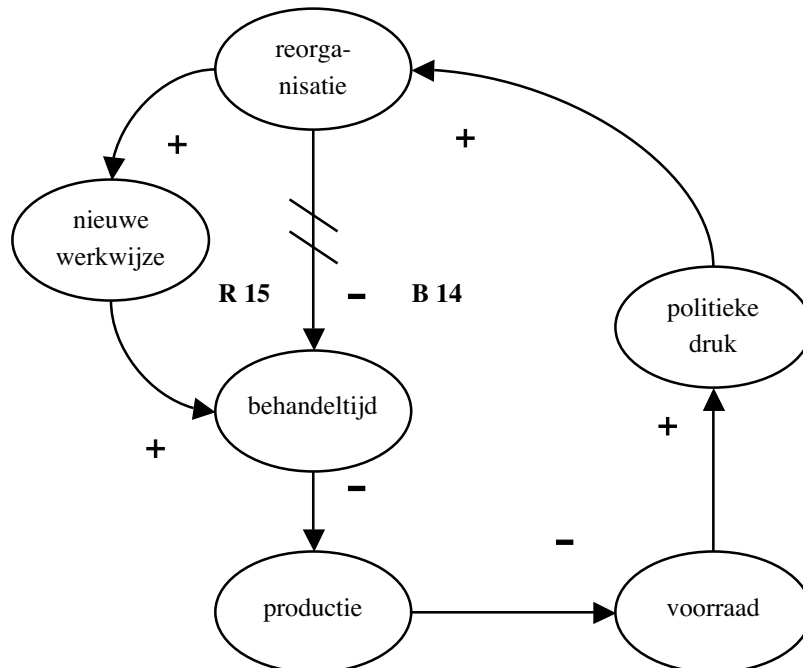 reorga-
nisatie
+
+
nieuwe
werkwijze
R 15
-
B 14
politieke
druk
behandeltijd
+
+
-
-
productie
voorraad